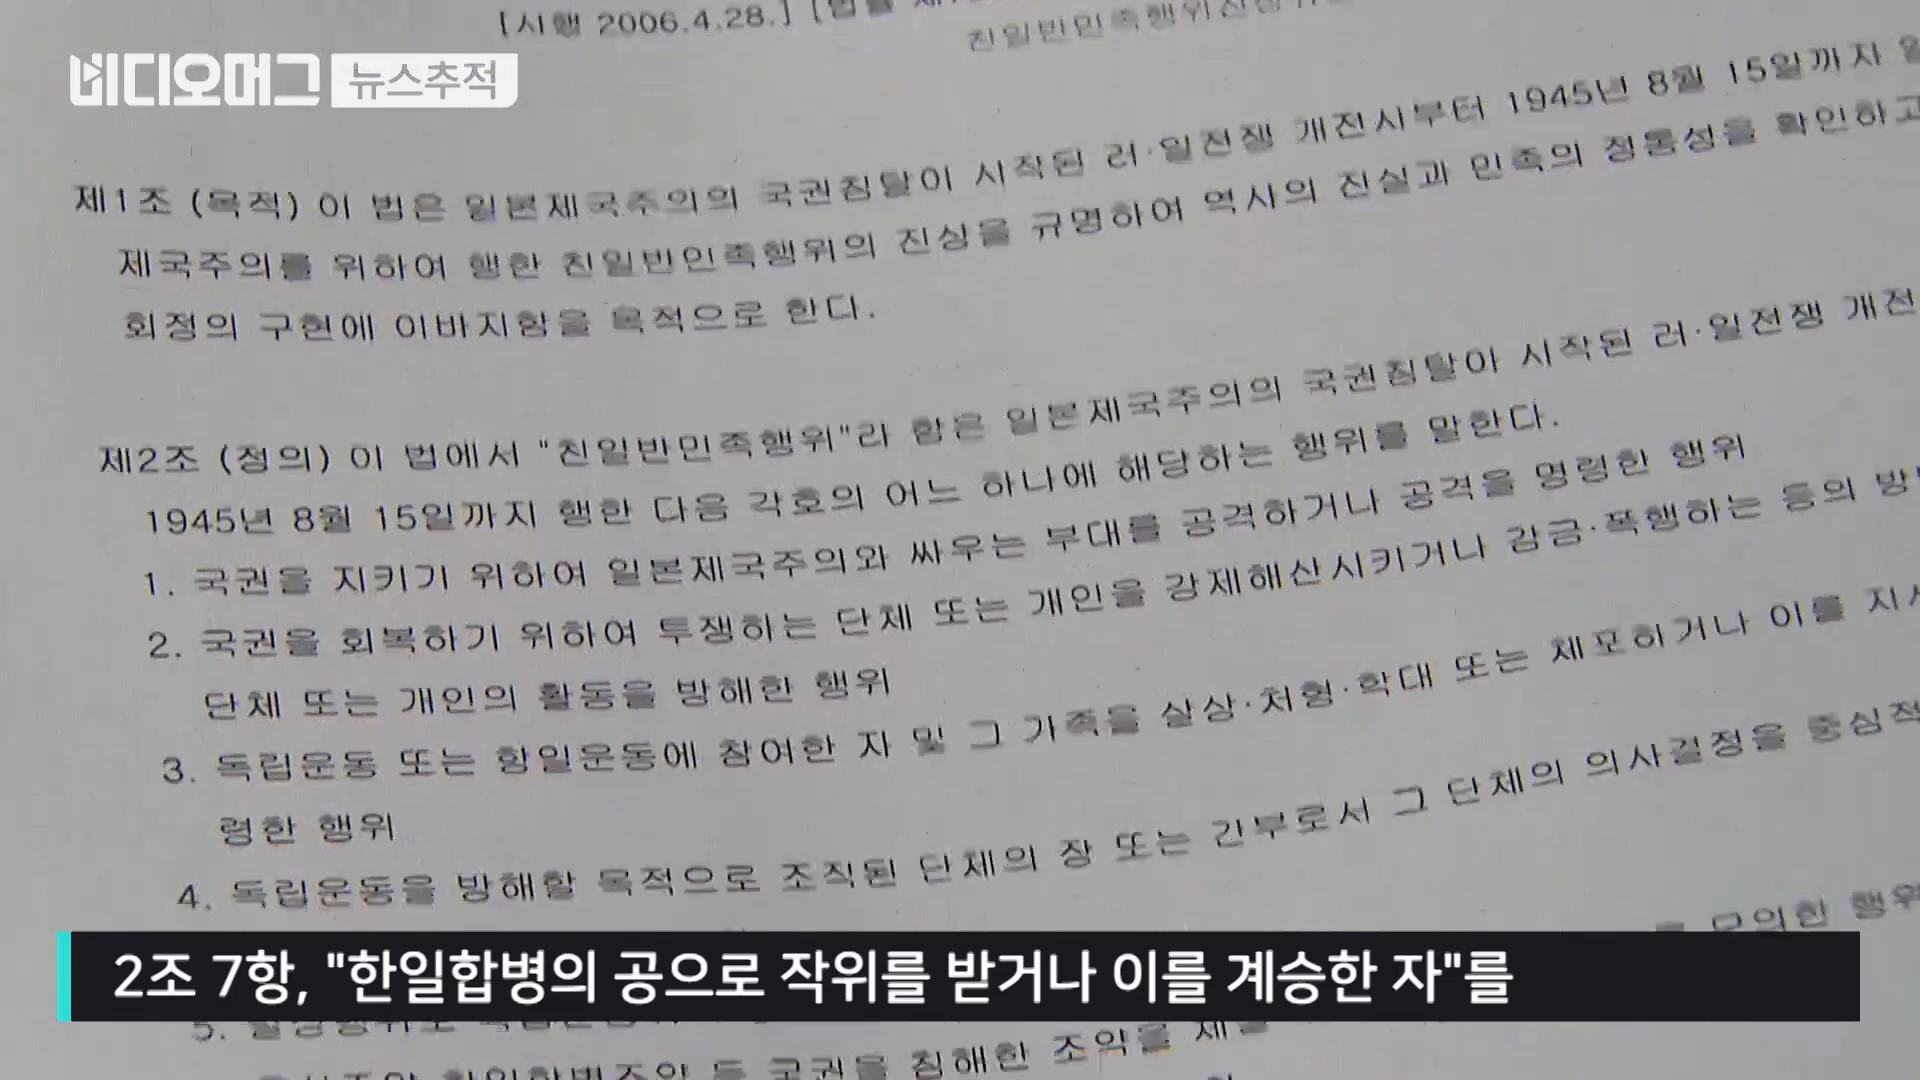 [시행 2006.4.28.] [법률 제
친일반민족행위진상규
비디오머그 뉴스추적
제1조 (목적) 이 법은 일본제국주의의 국권침탈이 시작된 러·일전쟁 개전시부터 1945년 8월 15일까지 일
제국주의를 위하여 행한 친일반민족행위의 진상을 규명하여 역사의 진실과 민족의 정통성을 확인하고
회정의 구현에 이바지함을 목적으로 한다.
제2조 (정의) 이 법에서 "친일반민족행위"라 함은 일본제국주의의 국권침탈이 시작된 러·일전쟁 개전
1945년 8월 15일까지 행한 다음 각호의 어느 하나에 해당하는 행위를 말한다.
1. 국권을 지키기 위하여 일본제국주의와 싸우는 부대를 공격하거나 공격을 명령한 행위
2. 국권을 회복하기 위하여 투쟁하는 단체 또는 개인을 강제해산시키거나 감금·폭행하는 등의 방법
단체 또는 개인의 활동을 방해한 행위
3. 독립운동 또는 항일운동에 참여한 자 및 그 가족을 살상·처형·학대 또는 체포하거나 이를 지시
령한 행위
4. 독립운동을 방해할 목적으로 조직된 단체의 장 또는 간부로서 그 단체의 의사결정을 중심적
를 모의한 행위
2조 7항, "한일합병의 공으로 작위를 받거나 이를 계승한 자"를
5.
등 국권을 침해한 조약을 체결